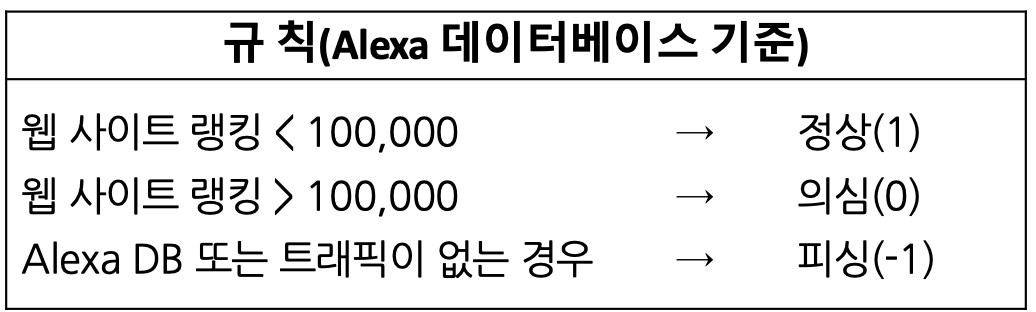 규 칙(Alexa 데이터베이스 기준)
웹 사이트 랭킹 < 100,000 → 정상(1)
웹 사이트 랭킹 > 100,000 → 의심(0)
Alexa DB 또는 트래픽이 없는 경우 → 피싱(-1)